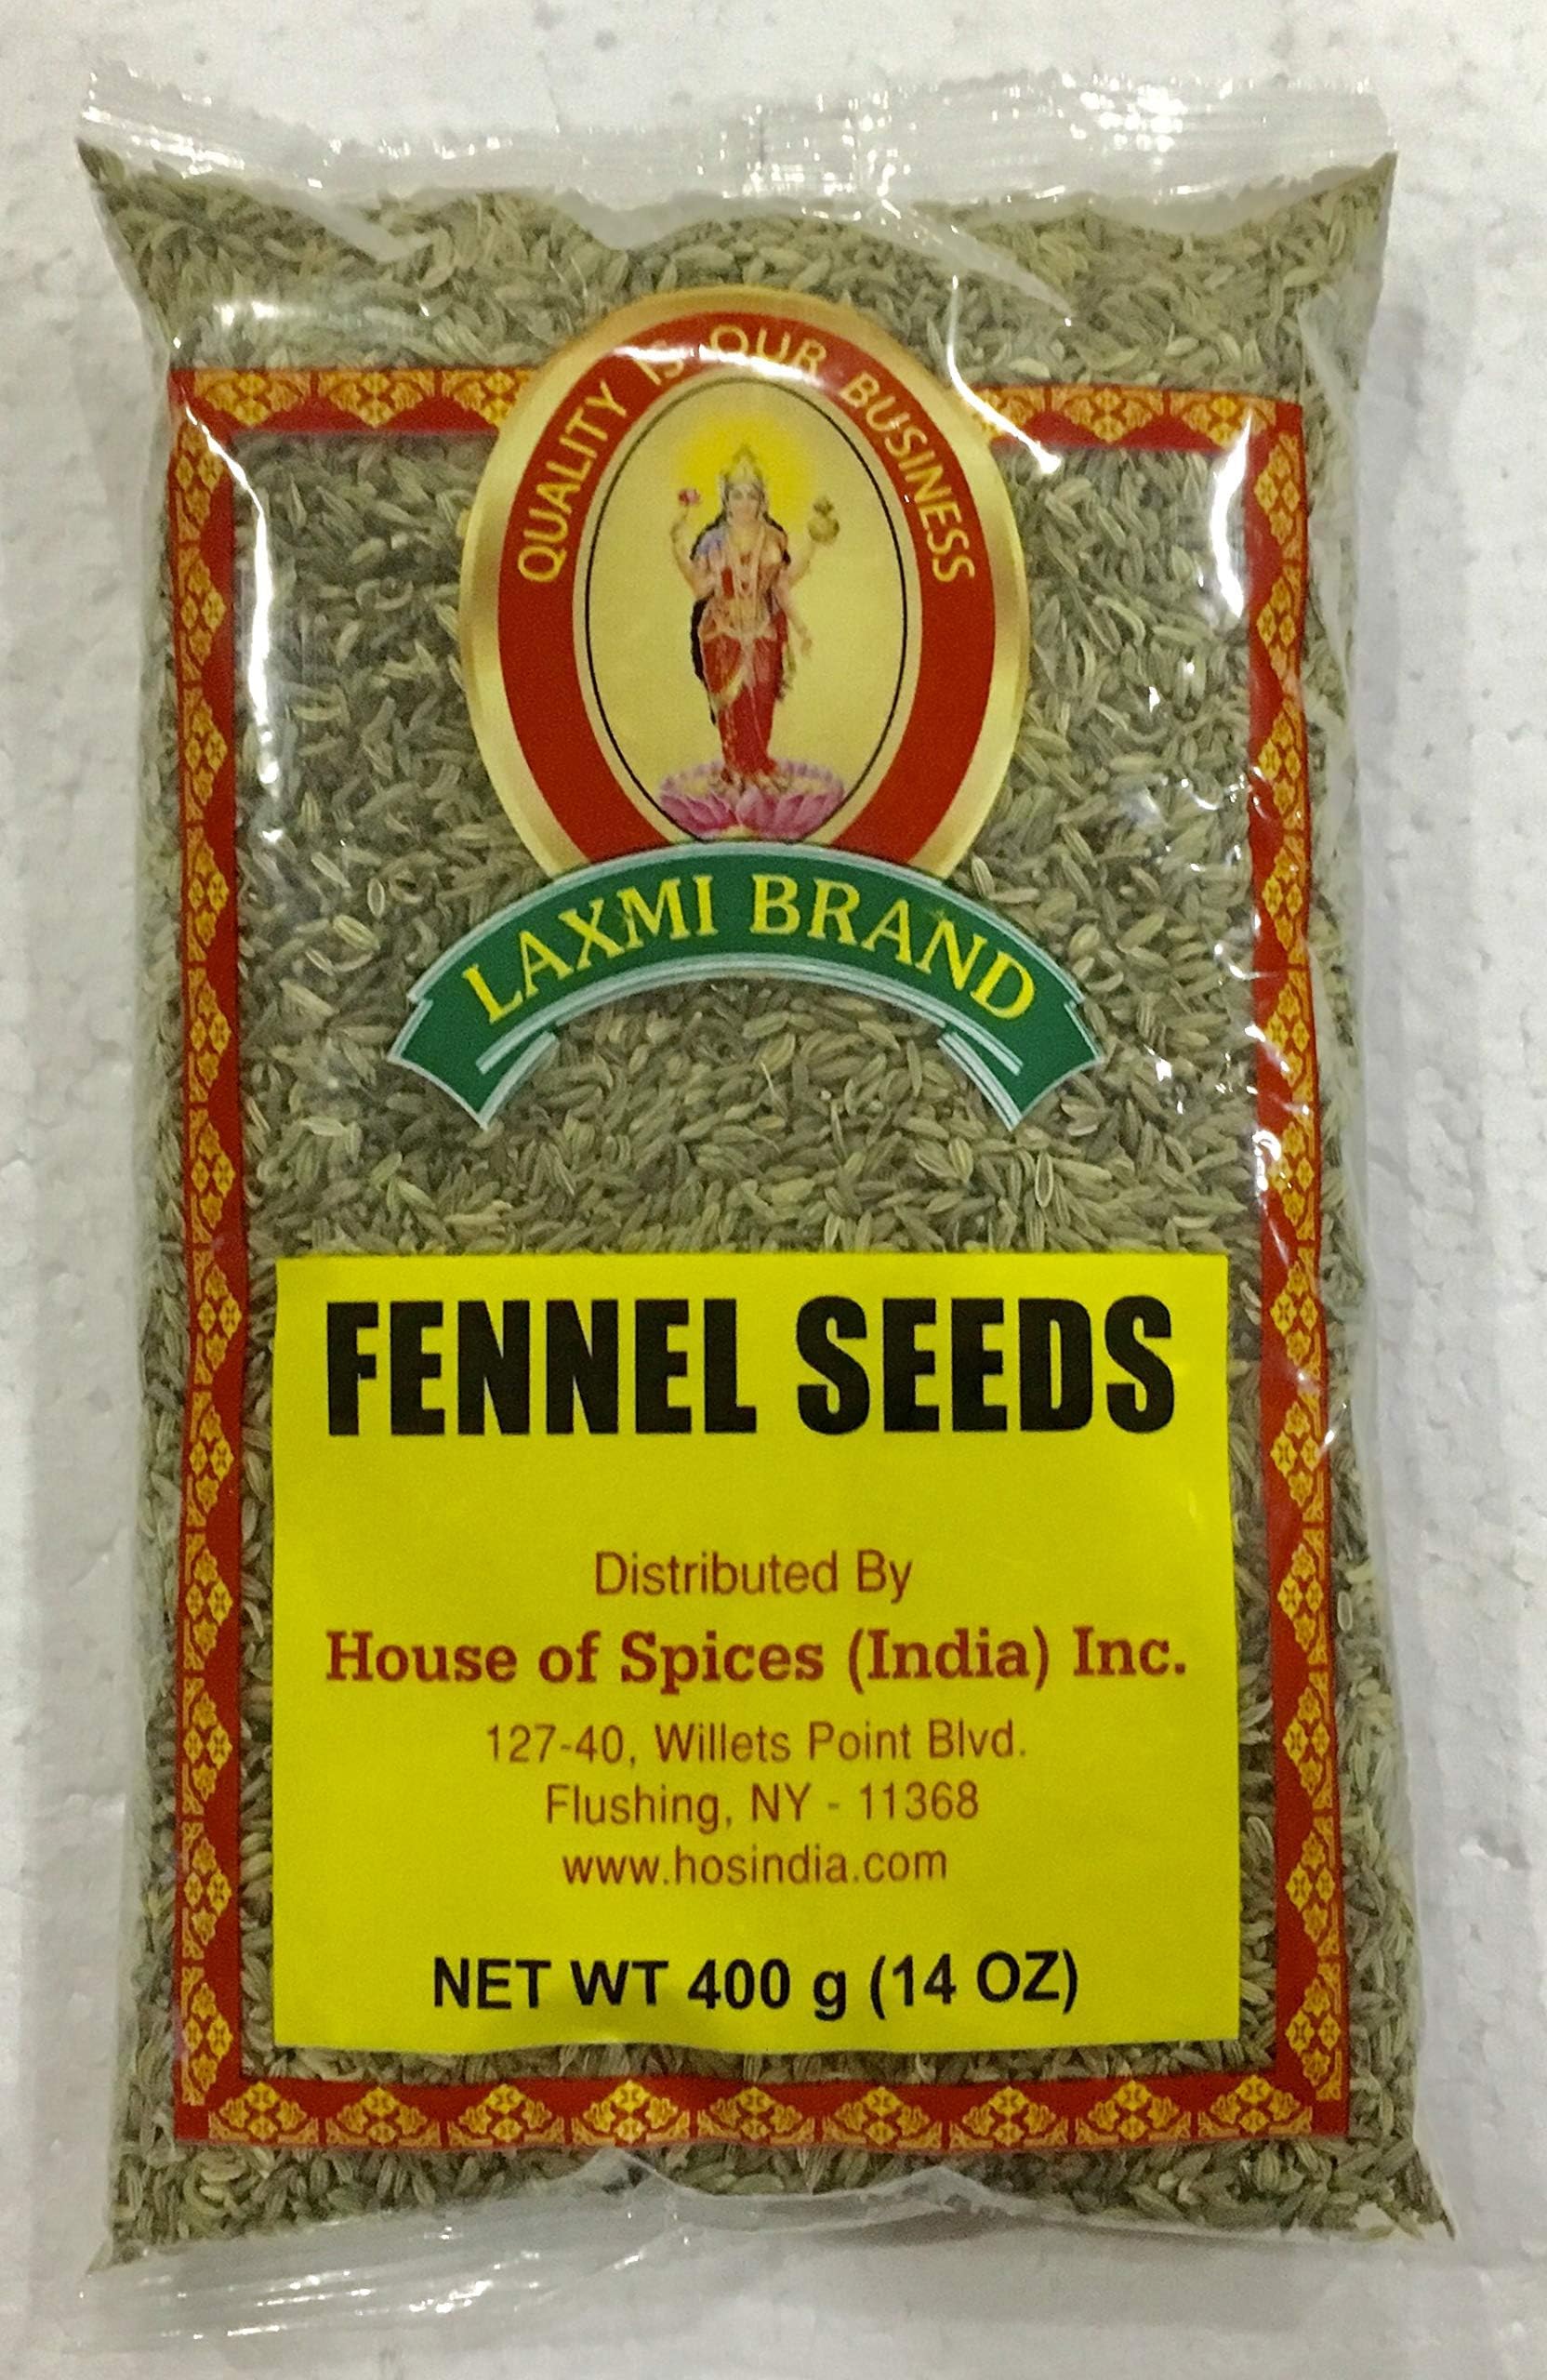 QUALITY IS OUR BUSINESS
LAXMI BRAND
FENNEL SEEDS
Distributed By
House of Spices (India) Inc.
127-40, Willets Point Blvd.
Flushing, NY - 11368
www.hosindia.com
NET WT 400 g (14 OZ)